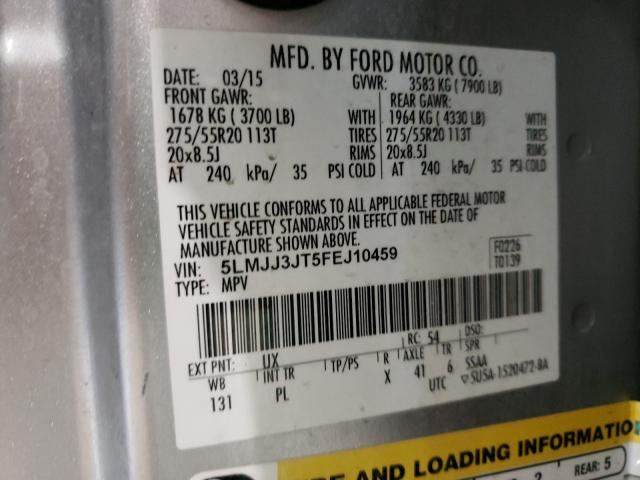 MFD. BY FORD MOTOR CO.
DATE: 03/15 GVWR: 3583 KG ( 7900 LB)
FRONT GAWR: REAR GAWR:
1678 KG ( 3700 LB) WITH 1964 KG ( 4330 LB) WITH
275/55R20 113T TIRES 275/55R20 113T TIRES
20x8.5J RIMS 20x8.5J RIMS
AT 240 kPa/ 35 PSI COLD AT 240 kPa/ 35 PSI COLD
THIS VEHICLE CONFORMS TO ALL APPLICABLE FEDERAL MOTOR
VEHICLE SAFETY STANDARDS IN EFFECT ON THE DATE OF
MANUFACTURE SHOWN ABOVE.
VIN: 5LMJJ3JT5FEJ10459 F0226
TYPE: MPV T0139
RC: 54 DSO:
EXT PNT: UX
WB INT TR TP/PS R AXLE TR SPR
131 PL X 41 6 SSAA
UTC 5U5A-1520472-BA
AND LOADING INFORMATIO
2 REAR: 5